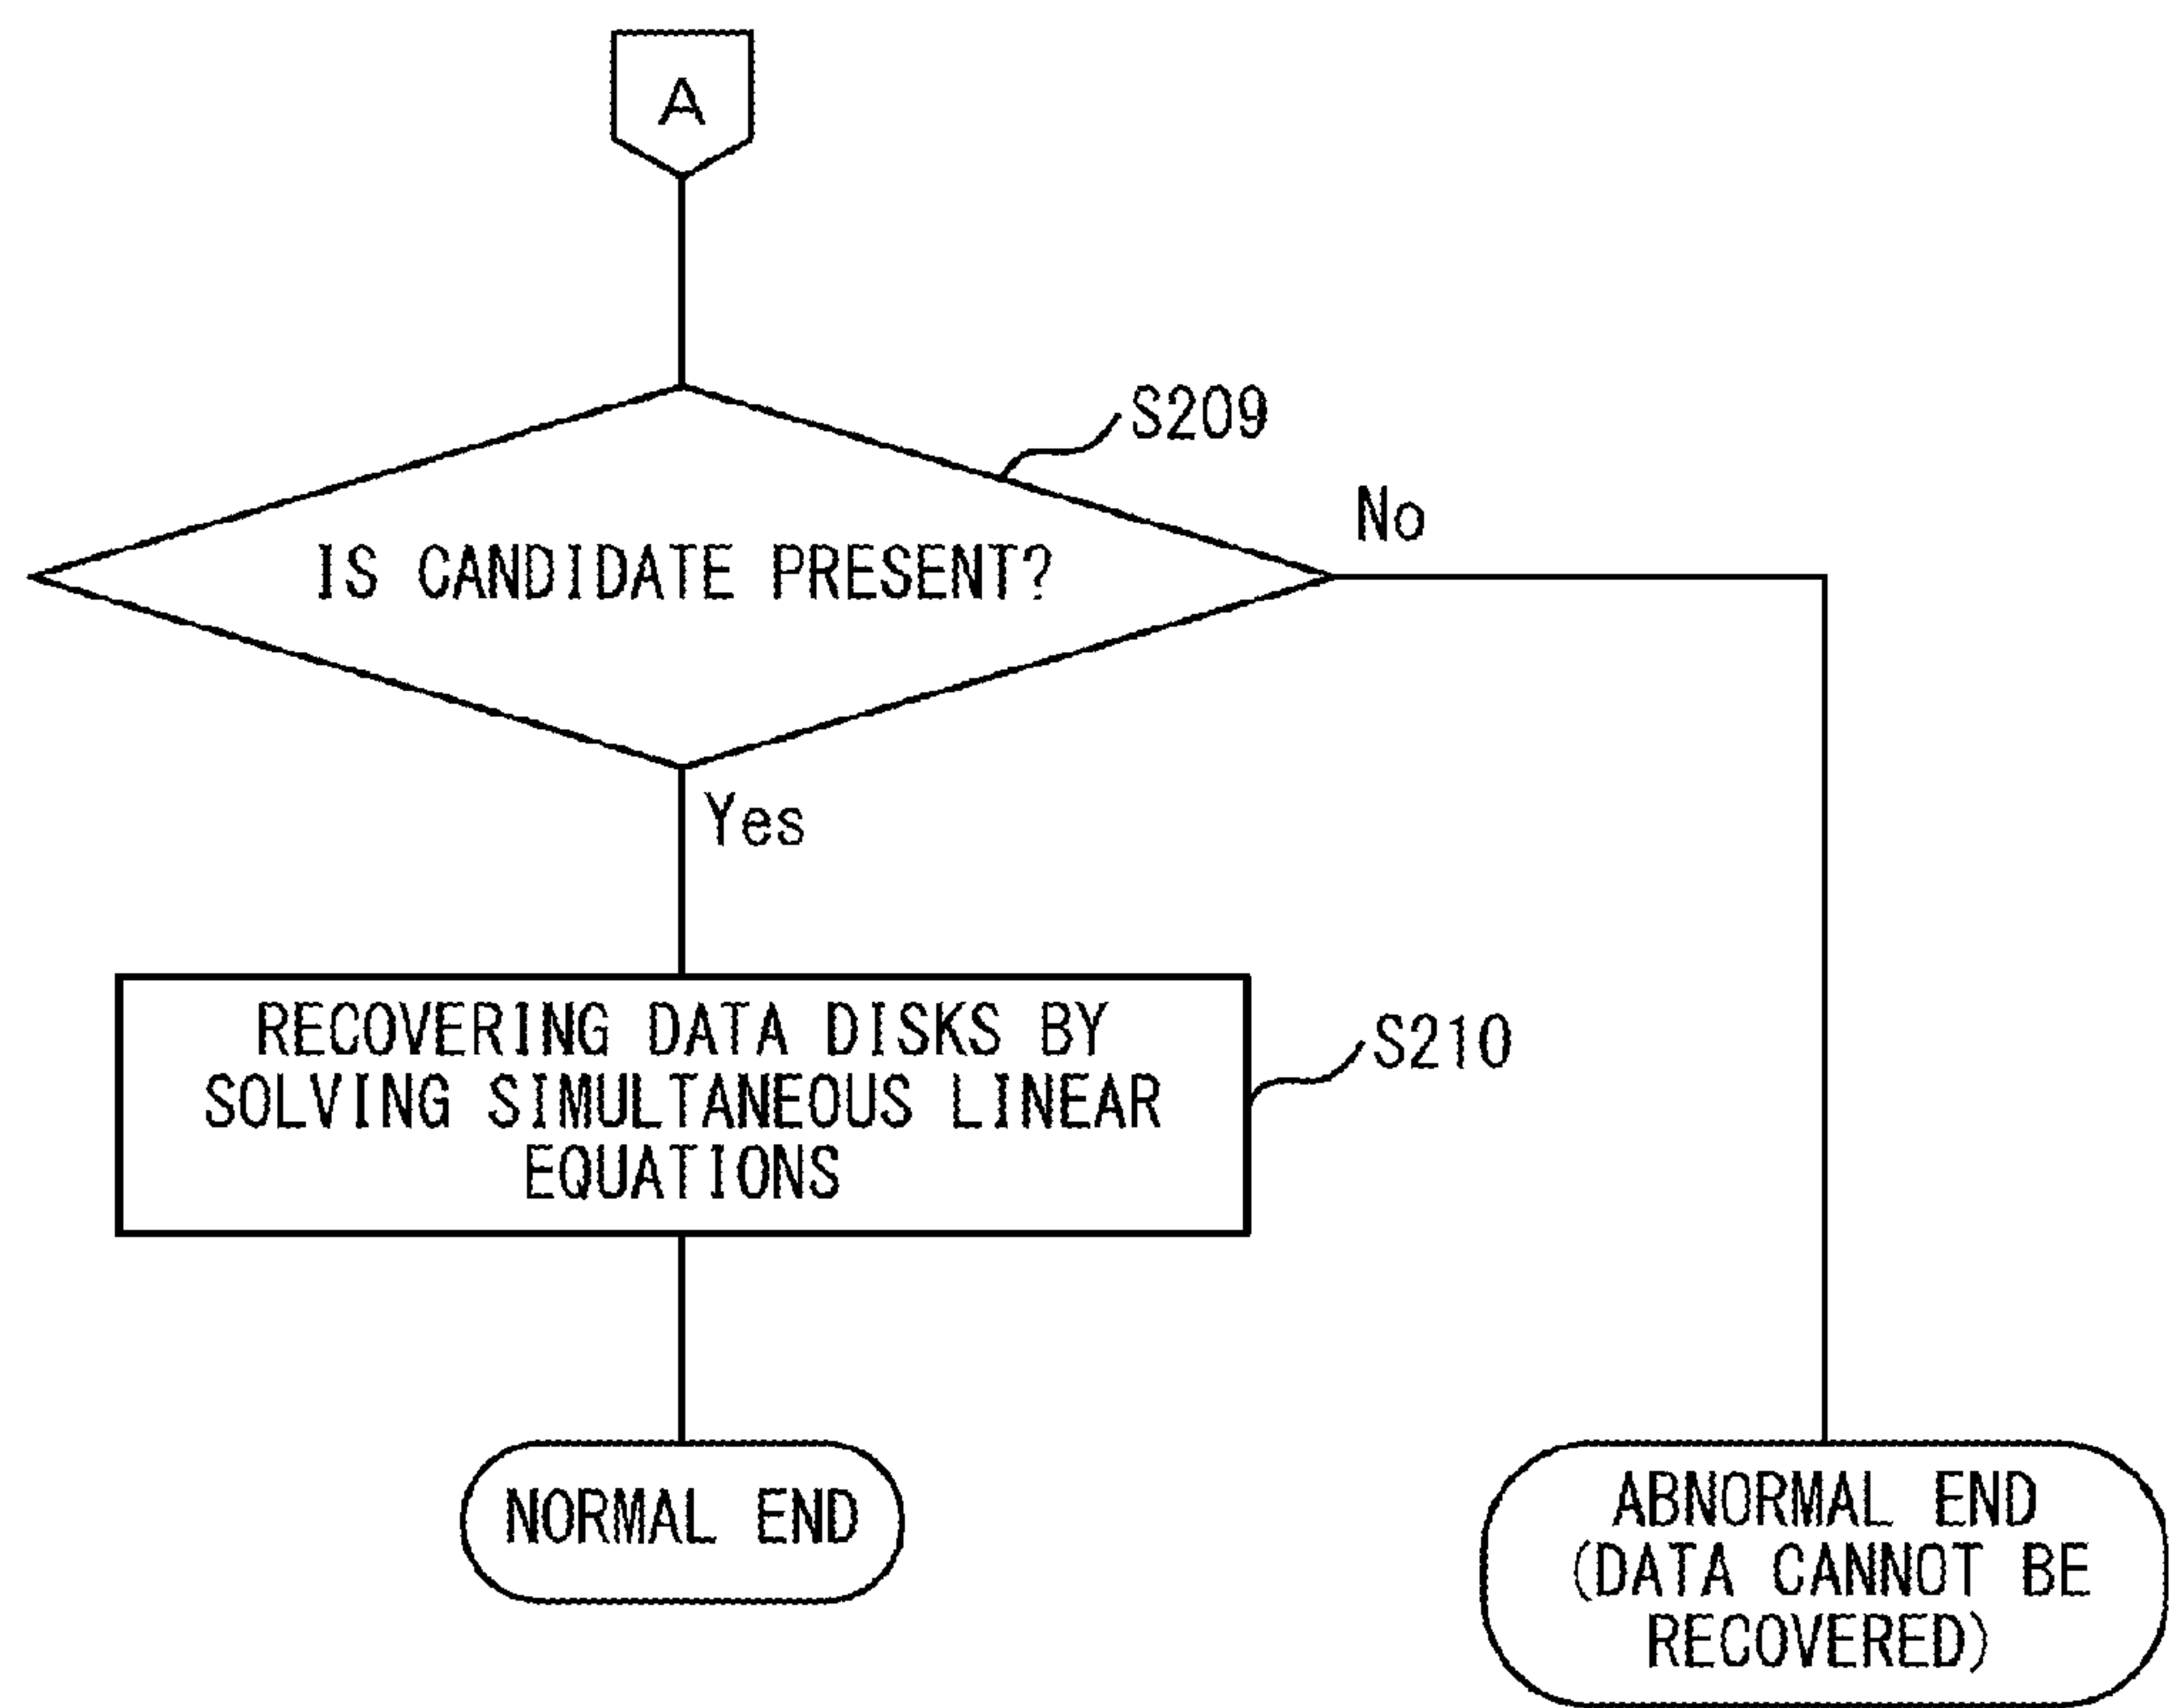 A
S209
No
IS CANDIDATE PRESENT?
Yes
RECOVERING DATA DISKS BY
SOLVING SIMULTANEOUS LINEAR
EQUATIONS
S210
NORMAL END
ABNORMAL END
(DATA CANNOT BE
RECOVERED)